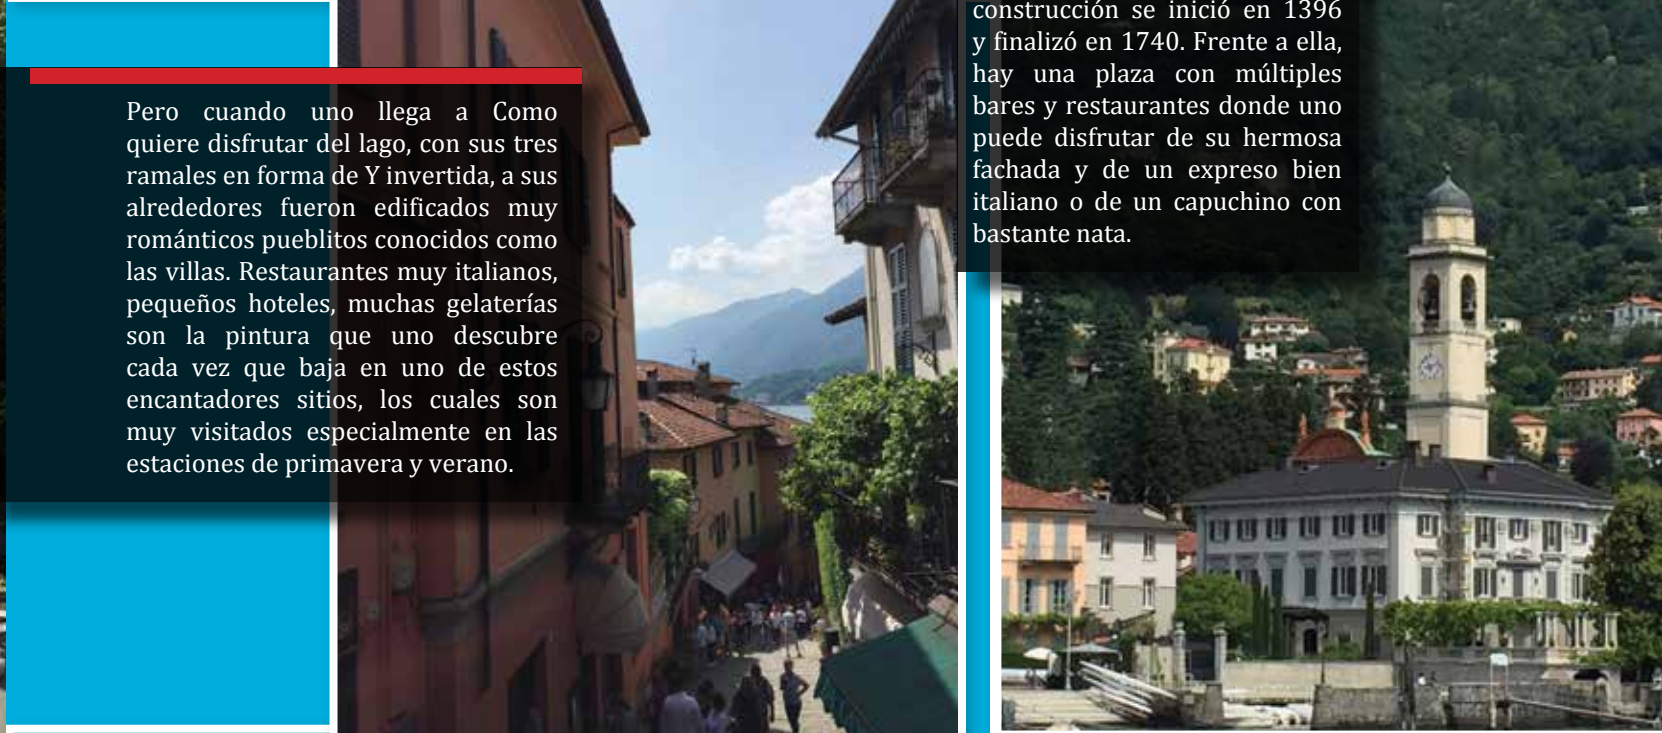 Pero cuando uno llega a Como
quiere disfrutar del lago, con sus tres
ramales en forma de Y invertida, a sus
alrededores fueron edificados muy
románticos pueblitos conocidos como
las villas. Restaurantes muy italianos,
pequeños hoteles, muchas gelaterías
son la pintura que uno descubre
cada vez que baja en uno de estos
encantadores sitios, los cuales son
muy visitados especialmente en las
estaciones de primavera y verano.
construcción se inició en 1396
y finalizó en 1740. Frente a ella,
hay una plaza con múltiples
bares y restaurantes donde uno
puede disfrutar de su hermosa
fachada y de un expreso bien
italiano o de un capuchino con
bastante nata.